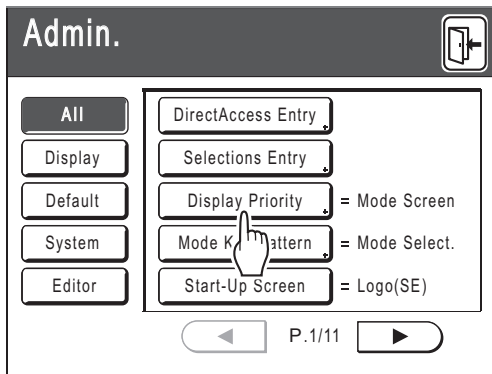 Admin.
All
DirectAccess Entry
Display
Selections Entry
Default
Display Priority = Mode Screen
System
Mode K attern = Mode Select.
Editor
Start-Up Screen = Logo(SE)
P.1/11